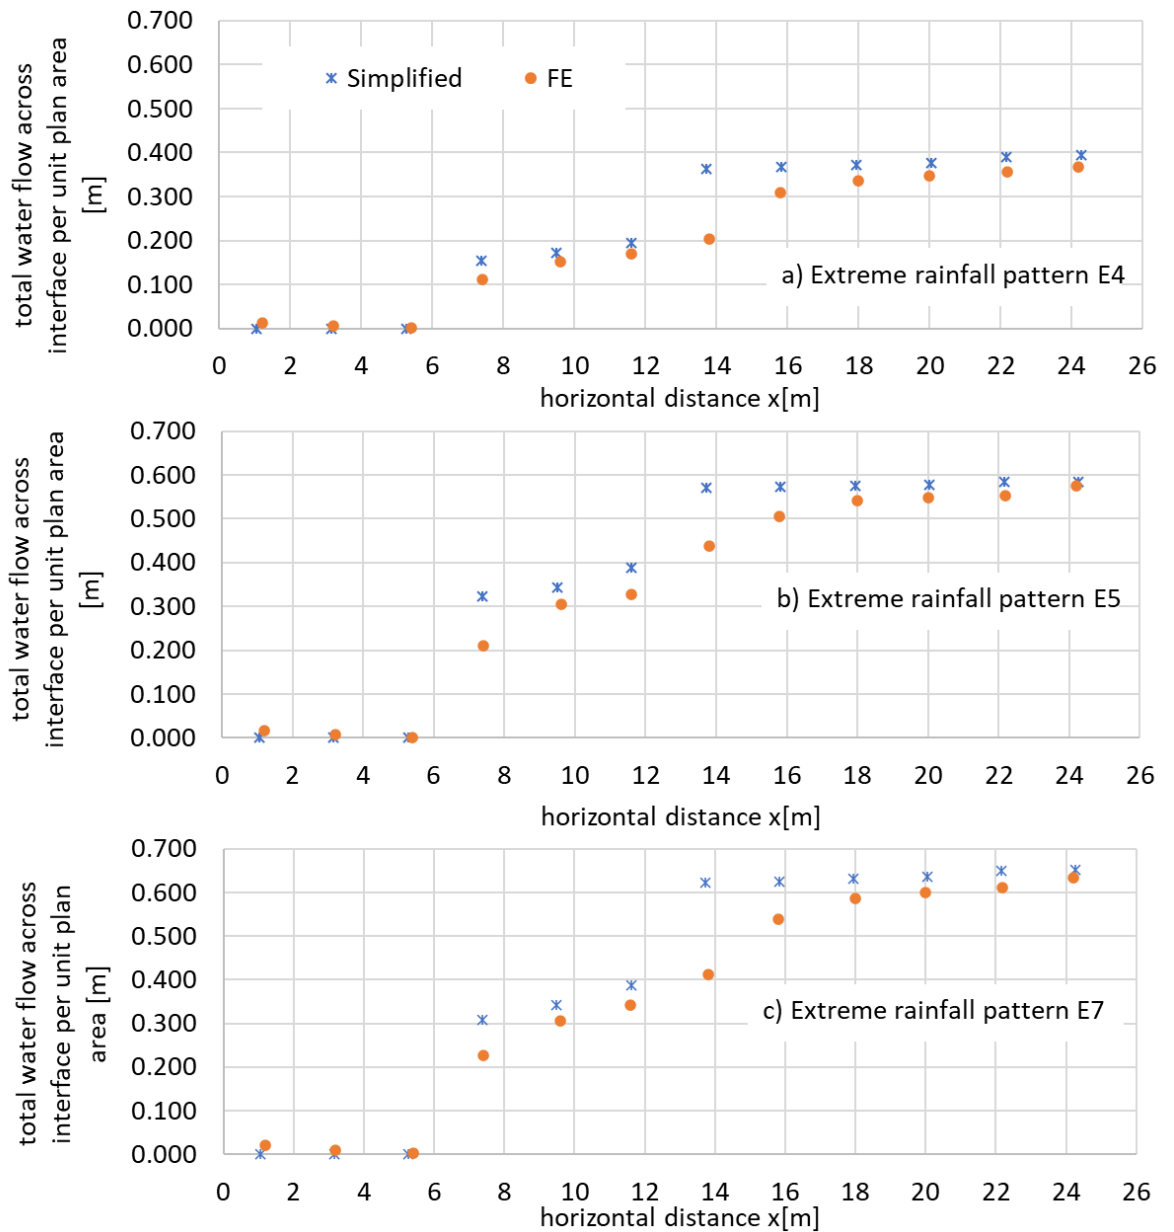 total water flow across
interface per unit plan area
[m]
0.700
0.600
0.500
0.400
0.300
0.200
0.100
0.000
Simplified
FE
a) Extreme rainfall pattern E4
0 2 4 6 8 10 12 14 16 18 20 22 24 26
horizontal distance x[m]
total water flow across
interface per unit plan area
[m]
0.700
0.600
0.500
0.400
0.300
0.200
0.100
0.000
b) Extreme rainfall pattern E5
0 2 4 6 8 10 12 14 16 18 20 22 24 26
horizontal distance x[m]
total water flow across
interface per unit plan
area [m]
0.700
0.600
0.500
0.400
0.300
0.200
0.100
0.000
c) Extreme rainfall pattern E7
0 2 4 6 8 10 12 14 16 18 20 22 24 26
horizontal distance x[m]